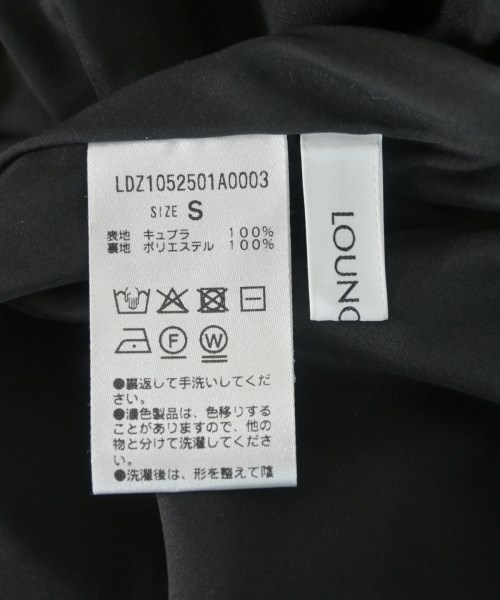 LDZ1052501A0003
SIZE S
表地 キュプラ 100%
裏地 ポリエステル 100%
F W
●裏返して手洗いしてくだ
さい。
●濃色製品は、色移りする
ことがありますので、他の
物と分けて洗濯してくださ
い。
●洗濯後は、形を整えて陰
LOUNG